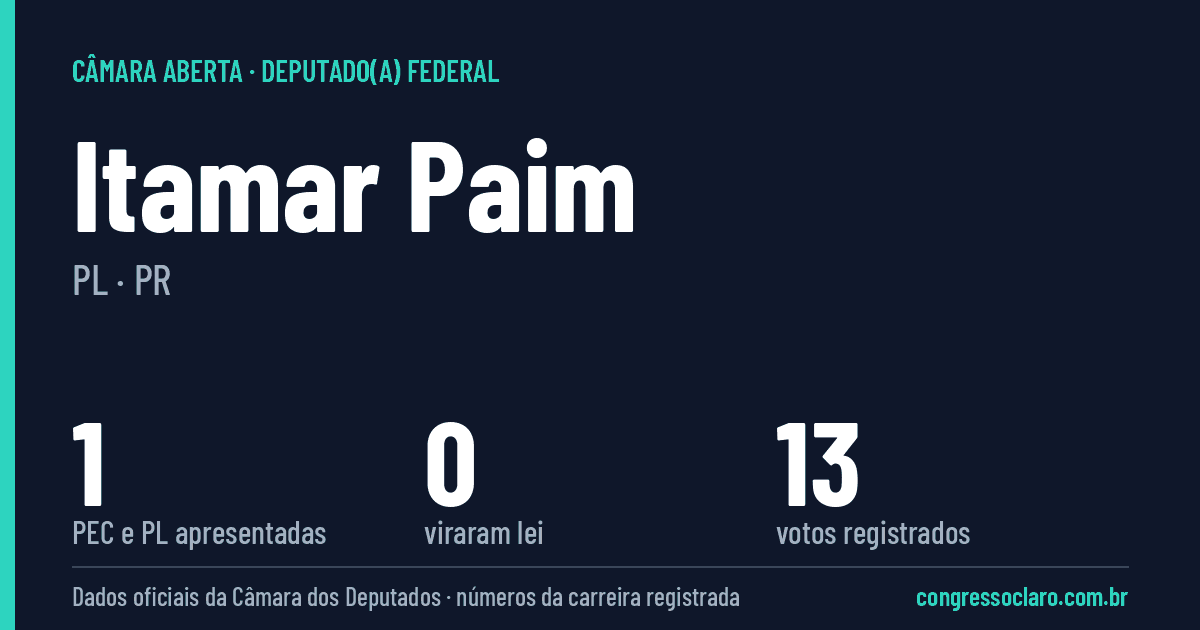 CÂMARA ABERTA · DEPUTADO(A) FEDERAL
Itamar Paim
PL · PR
1 0 13
PEC e PL apresentadas viraram lei votos registrados
Dados oficiais da Câmara dos Deputados · números da carreira registrada congressoclaro.com.br